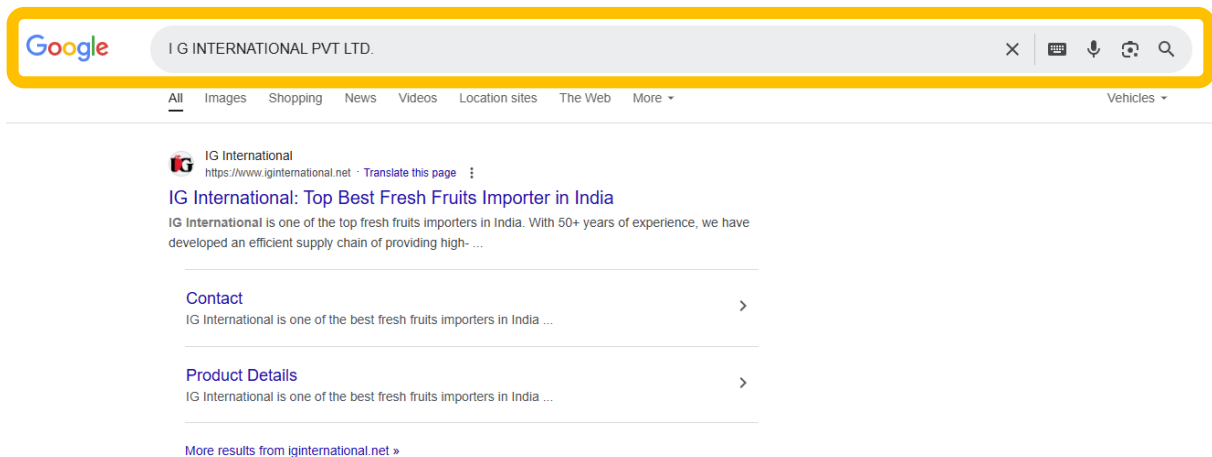 Google I G INTERNATIONAL PVT LTD.
All Images Shopping News Videos Location sites The Web More Vehicles
IG IG International
https://www.iginternational.net · Translate this page
IG International: Top Best Fresh Fruits Importer in India
IG International is one of the top fresh fruits importers in India. With 50+ years of experience, we have
developed an efficient supply chain of providing high- ...
Contact
IG International is one of the best fresh fruits importers in India ...
Product Details
IG International is one of the best fresh fruits importers in India ...
More results from iginternational.net »